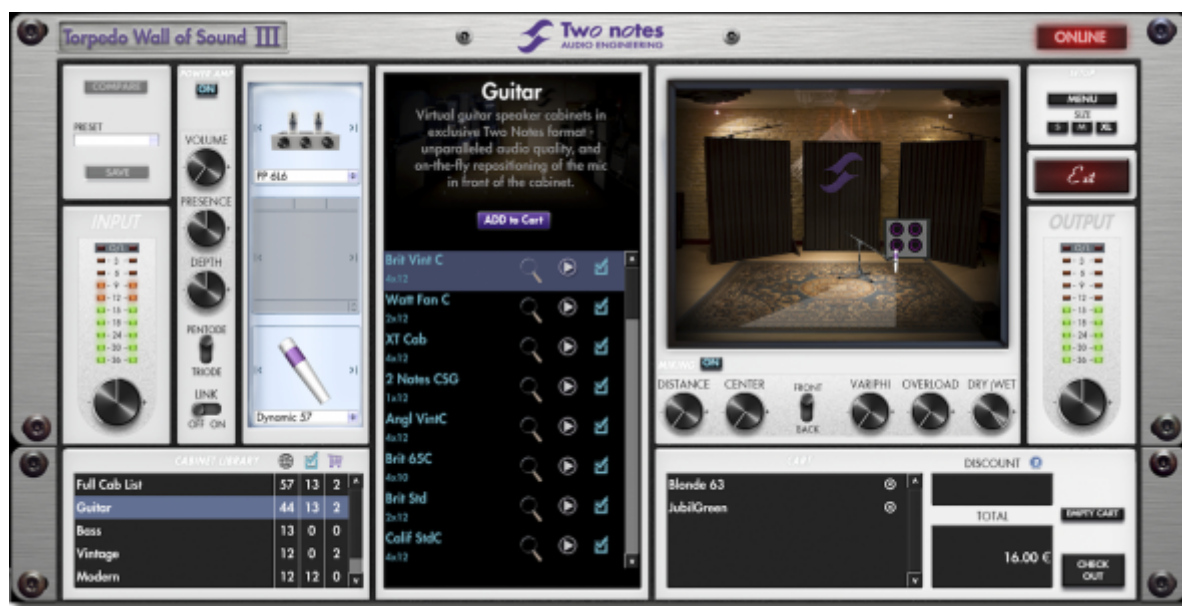 Torpedo Wall of Sound III
Two notes
AUDIO ENGINEERING
ONLINE
COMPARE
PRESET
SAVE
POWER AMP
ON
VOLUME
PRESENCE
DEPTH
PENTODE
TRIODE
LINK
OFF ON
PP 6L6
Dynamic 57
INPUT
Guitar
Virtual guitar speaker cabinets in
exclusive Two Notes format -
unparalleled audio quality, and
on-the-fly repositioning of the mic
in front of the cabinet.
ADD to Cart
Brit Vint C
4x12
Watt Fan C
2x12
XT Cab
4x12
2 Notes CSG
1x12
Angl VintC
4x12
Brit 65C
4x10
Brit Std
2x12
Calif StdC
4x12
MIKING ON
DISTANCE CENTER FRONT VARIPHI OVERLOAD DRY/WET
BACK
SETUP
MENU
SIZE
S M XL
Exit
OUTPUT
CABINET LIBRARY
Full Cab List 57 13 2
Guitar 44 13 2
Bass 13 0 0
Vintage 12 0 2
Modern 12 12 0
CART
Blonde 63
JubilGreen
DISCOUNT
TOTAL
16.00 €
EMPTY CART
CHECK
OUT